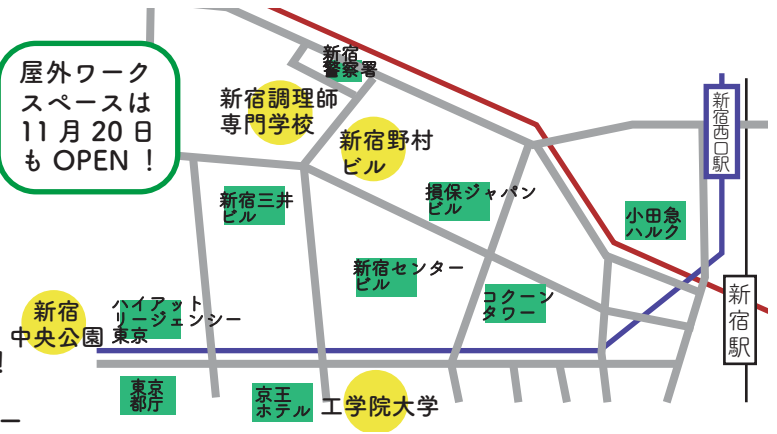 屋外ワーク
スペースは
11月20日
も OPEN ！
新宿
警察署
新宿調理師
専門学校
新宿野村
ビル
新宿西口駅
新宿三井
ビル
損保ジャパン
ビル
小田急
ハルク
新宿センター
ビル
コクーン
タワー
新宿駅
ハイアット
リージェンシー
東京
新宿
中央公園
!
東京
都庁
京王
ホテル
工学院大学
ー